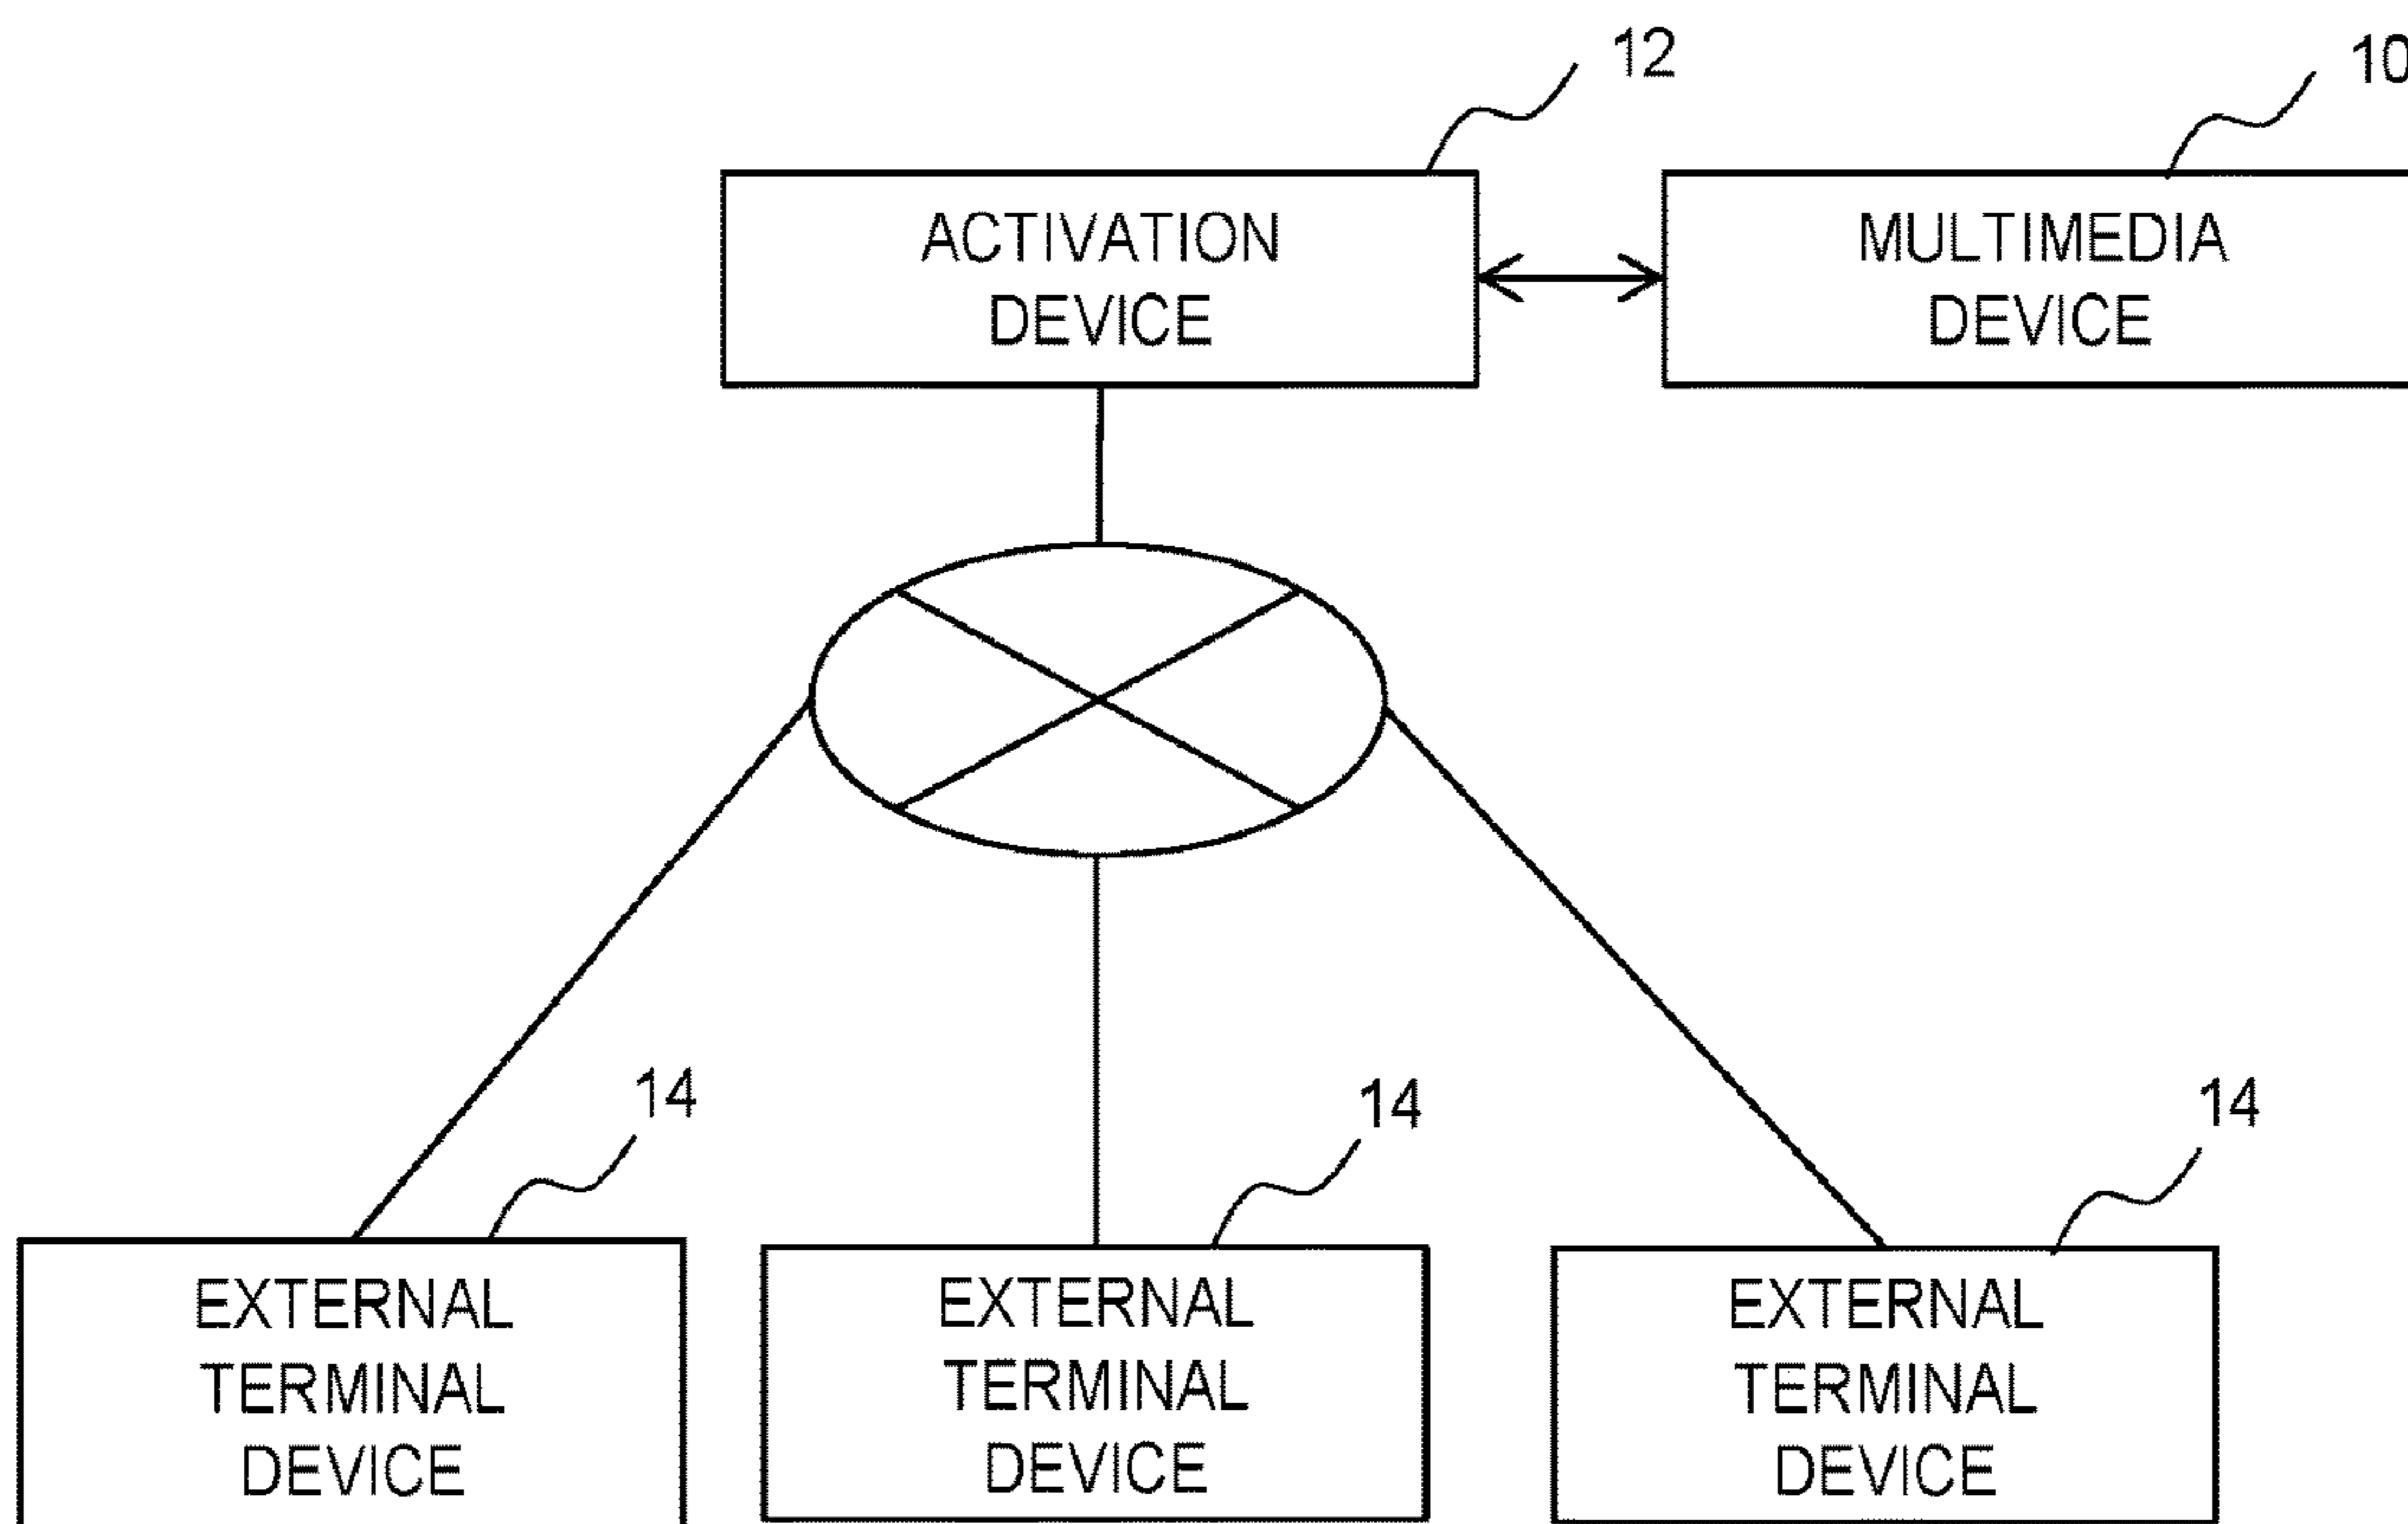 12
10
ACTIVATION
DEVICE
MULTIMEDIA
DEVICE
14
14
14
EXTERNAL
TERMINAL
DEVICE
EXTERNAL
TERMINAL
DEVICE
EXTERNAL
TERMINAL
DEVICE